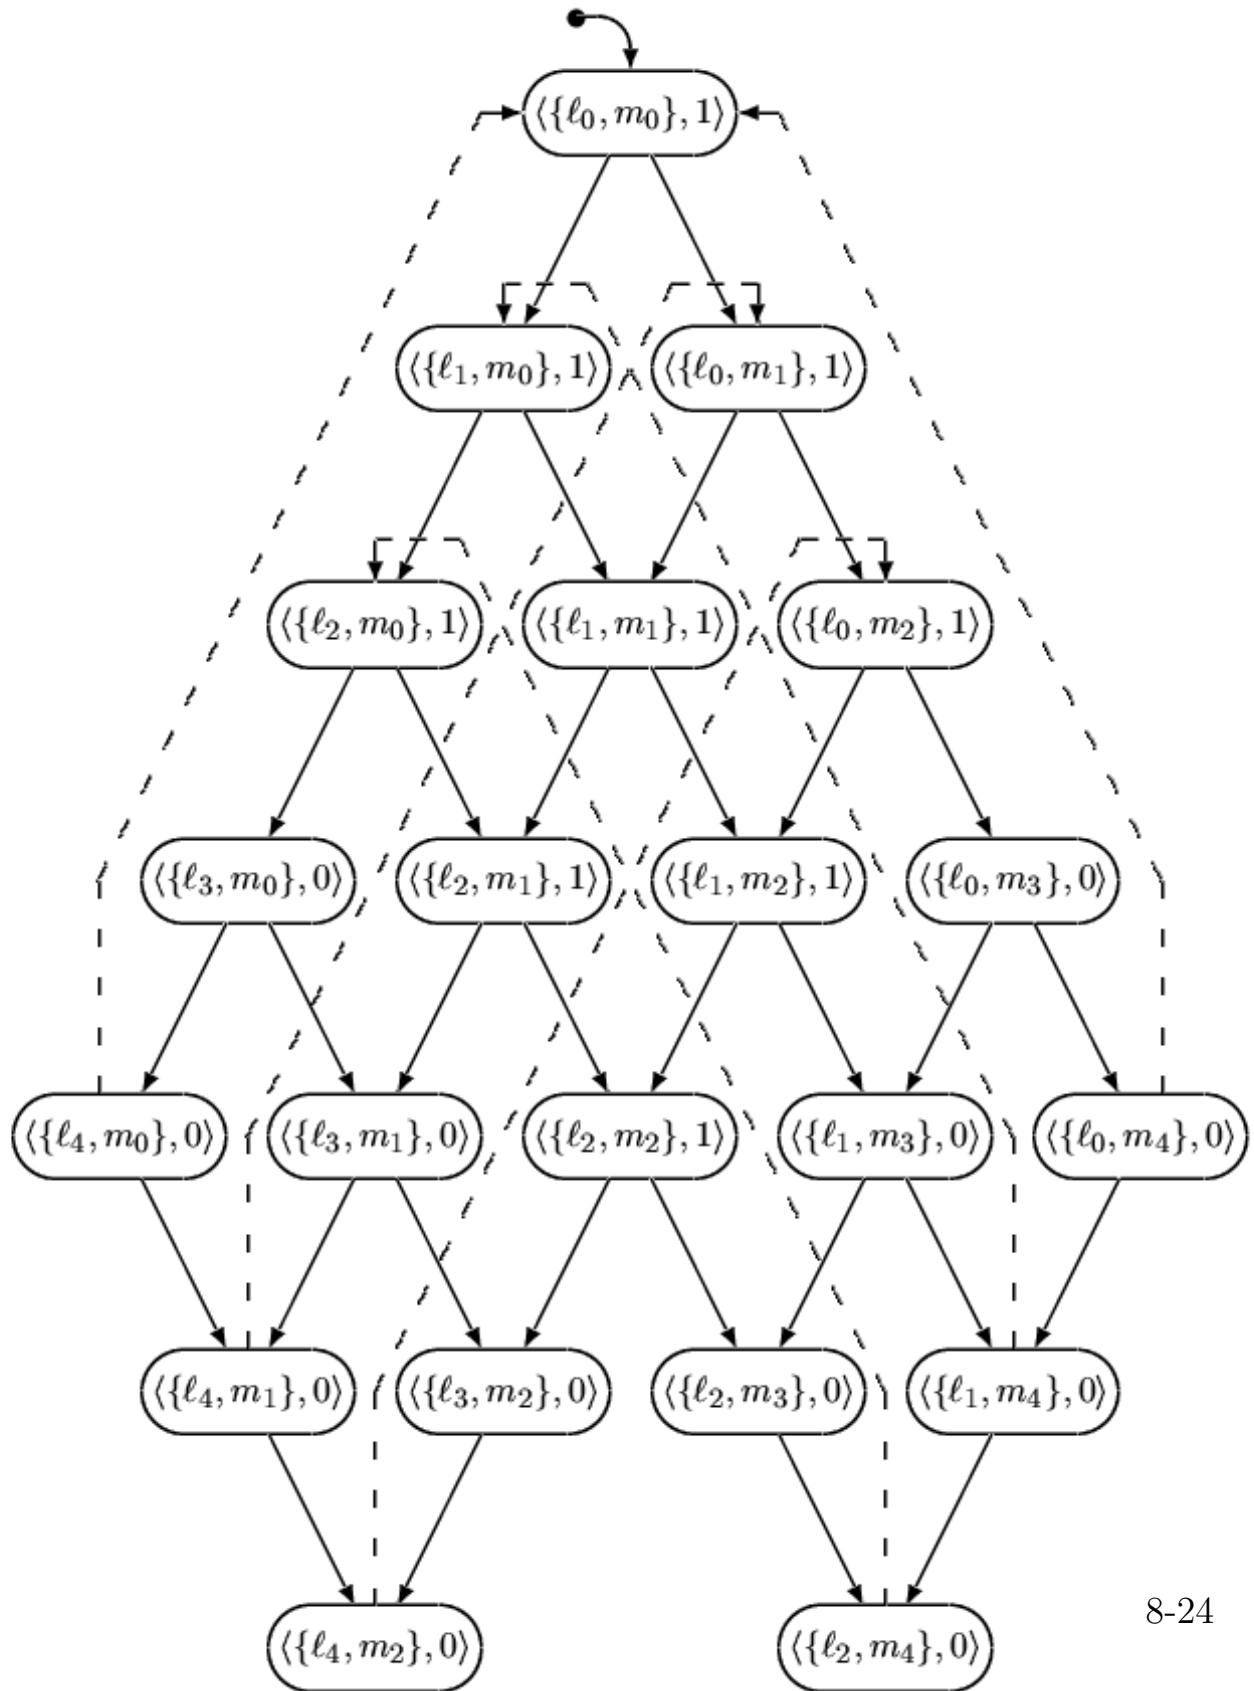 ⟨{ℓ₀, m₀}, 1⟩
⟨{ℓ₁, m₀}, 1⟩ ⟨{ℓ₀, m₁}, 1⟩
⟨{ℓ₂, m₀}, 1⟩ ⟨{ℓ₁, m₁}, 1⟩ ⟨{ℓ₀, m₂}, 1⟩
⟨{ℓ₃, m₀}, 0⟩ ⟨{ℓ₂, m₁}, 1⟩ ⟨{ℓ₁, m₂}, 1⟩ ⟨{ℓ₀, m₃}, 0⟩
⟨{ℓ₄, m₀}, 0⟩ ⟨{ℓ₃, m₁}, 0⟩ ⟨{ℓ₂, m₂}, 1⟩ ⟨{ℓ₁, m₃}, 0⟩ ⟨{ℓ₀, m₄}, 0⟩
⟨{ℓ₄, m₁}, 0⟩ ⟨{ℓ₃, m₂}, 0⟩ ⟨{ℓ₂, m₃}, 0⟩ ⟨{ℓ₁, m₄}, 0⟩
⟨{ℓ₄, m₂}, 0⟩ ⟨{ℓ₂, m₄}, 0⟩
8-24